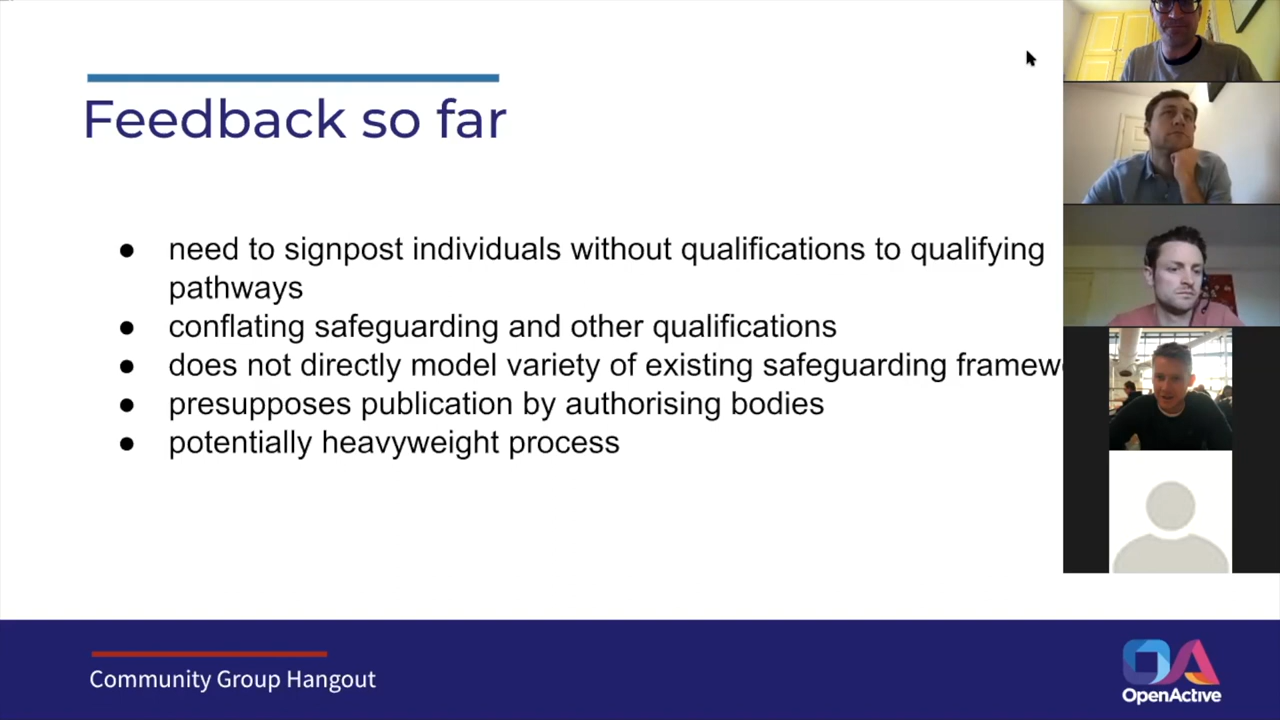 Feedback so far
● need to signpost individuals without qualifications to qualifying
pathways
● conflating safeguarding and other qualifications
● does not directly model variety of existing safeguarding
● presupposes publication by authorising bodies
● potentially heavyweight process
Community Group Hangout
OpenActive